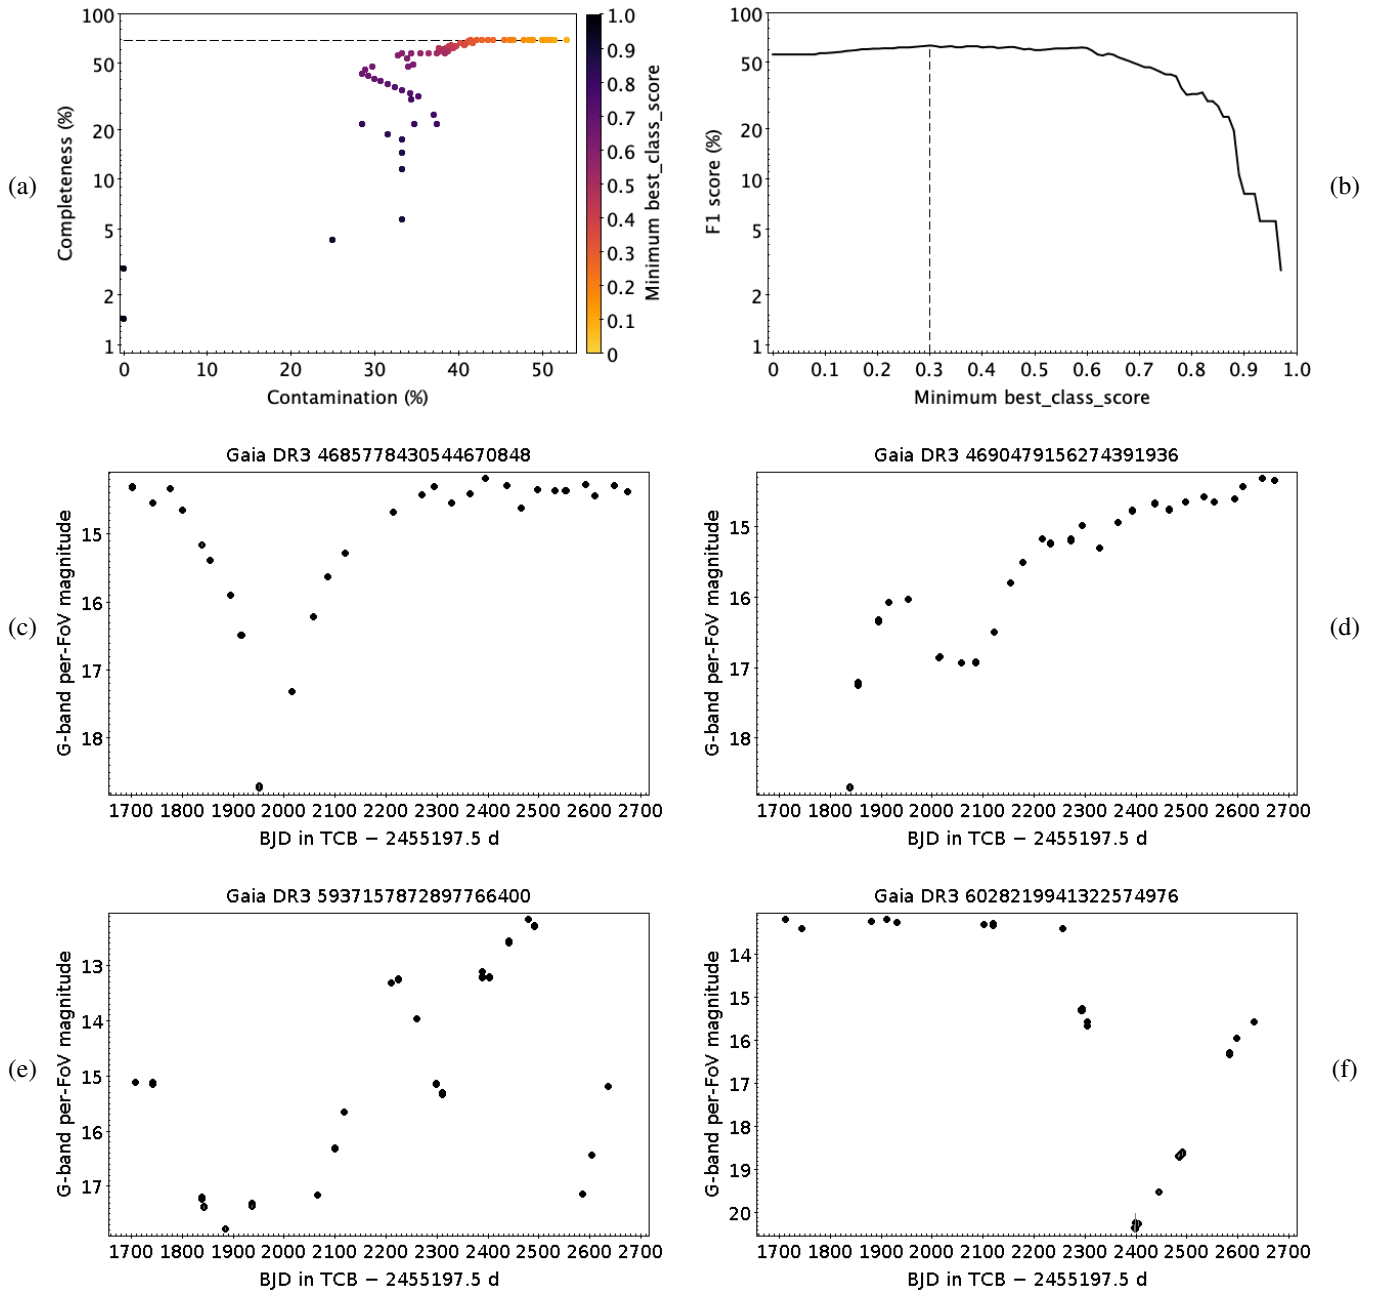 (a)
Completeness (%)
100
50
20
10
5
2
1
0 10 20 30 40 50
Contamination (%)
1.0
0.9
0.8
0.7
0.6
0.5
0.4
0.3
0.2
0.1
0
Minimum best_class_score
(b)
F1 score (%)
100
50
20
10
5
2
1
0 0.1 0.2 0.3 0.4 0.5 0.6 0.7 0.8 0.9 1.0
Minimum best_class_score
(c)
Gaia DR3 4685778430544670848
G-band per-FoV magnitude
15
16
17
18
1700 1800 1900 2000 2100 2200 2300 2400 2500 2600 2700
BJD in TCB − 2455197.5 d
(d)
Gaia DR3 4690479156274391936
G-band per-FoV magnitude
15
16
17
18
1700 1800 1900 2000 2100 2200 2300 2400 2500 2600 2700
BJD in TCB − 2455197.5 d
(e)
Gaia DR3 5937157872897766400
G-band per-FoV magnitude
13
14
15
16
17
1700 1800 1900 2000 2100 2200 2300 2400 2500 2600 2700
BJD in TCB − 2455197.5 d
(f)
Gaia DR3 6028219941322574976
G-band per-FoV magnitude
14
15
16
17
18
19
20
1700 1800 1900 2000 2100 2200 2300 2400 2500 2600 2700
BJD in TCB − 2455197.5 d